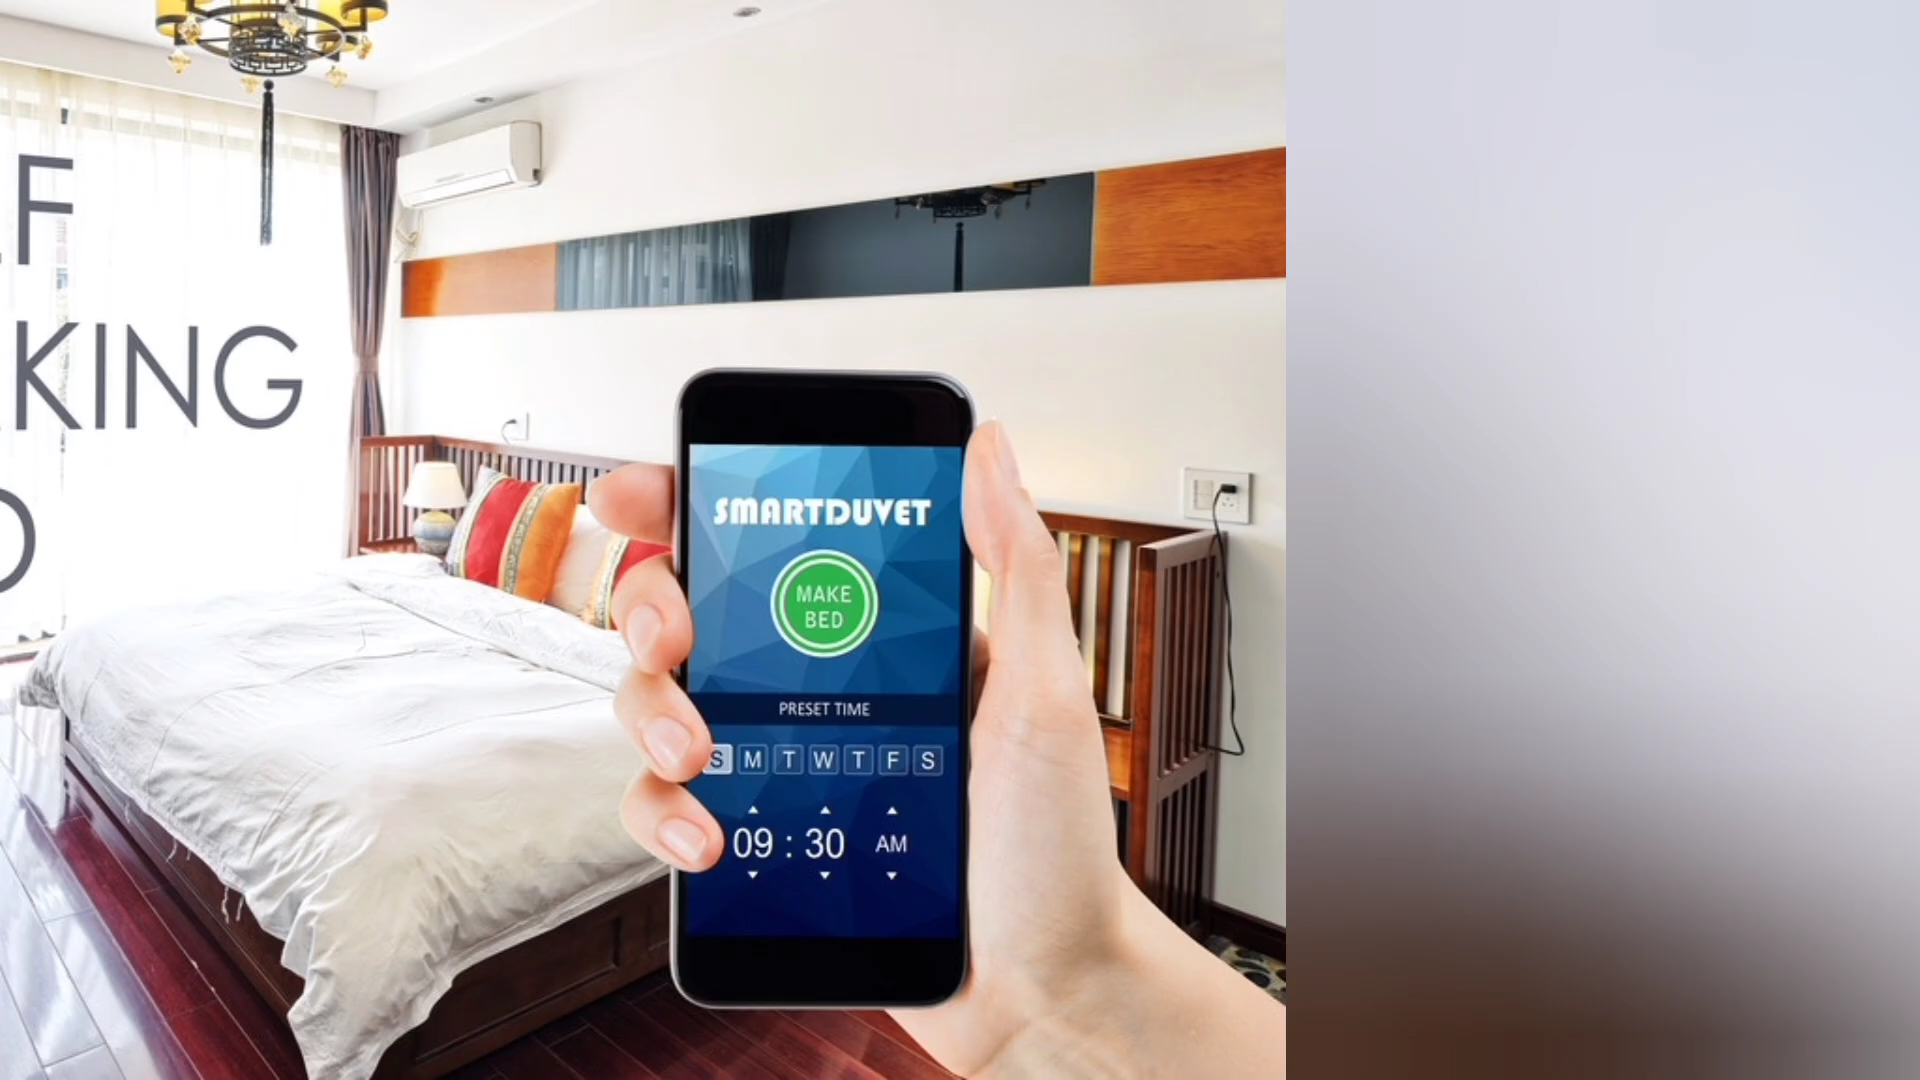 F
KING
SMARTDUVET
MAKE
BED
PRESET TIME
S M T W T F S
09 : 30 AM